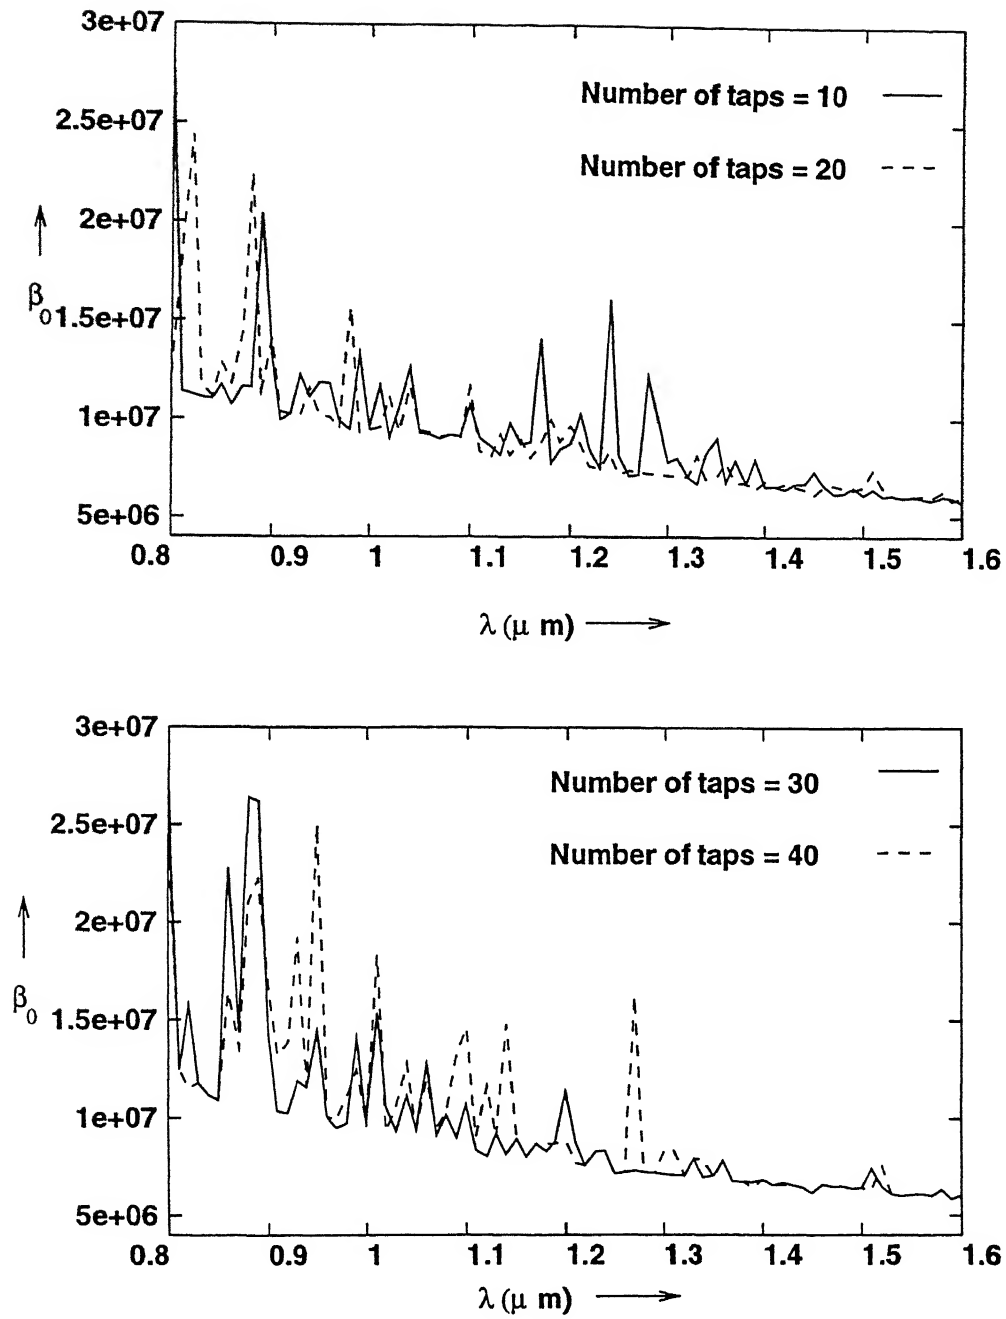 3e+07
2.5e+07
2e+07
1.5e+07
1e+07
5e+06
β0
Number of taps = 10
Number of taps = 20
0.8 0.9 1 1.1 1.2 1.3 1.4 1.5 1.6
λ (μ m)
3e+07
2.5e+07
2e+07
1.5e+07
1e+07
5e+06
β0
Number of taps = 30
Number of taps = 40
0.8 0.9 1 1.1 1.2 1.3 1.4 1.5 1.6
λ (μ m)